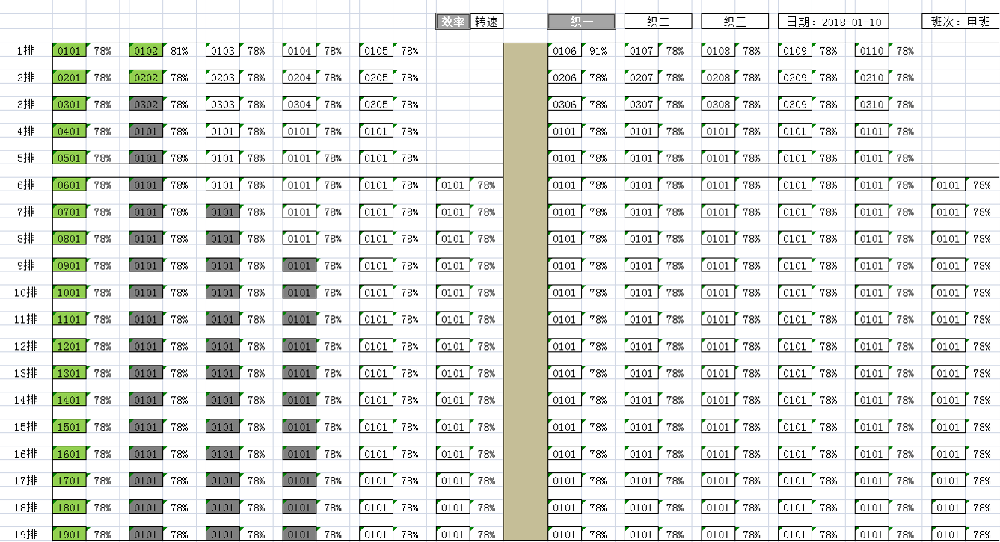 效率 转速 织一 织二 织三 日期：2018-01-10 班次：甲班
1排 0101 78% 0102 81% 0103 78% 0104 78% 0105 78% 0106 91% 0107 78% 0108 78% 0109 78% 0110 78%
2排 0201 78% 0202 78% 0203 78% 0204 78% 0205 78% 0206 78% 0207 78% 0208 78% 0209 78% 0210 78%
3排 0301 78% 0302 78% 0303 78% 0304 78% 0305 78% 0306 78% 0307 78% 0308 78% 0309 78% 0310 78%
4排 0401 78% 0101 78% 0101 78% 0101 78% 0101 78% 0101 78% 0101 78% 0101 78% 0101 78% 0101 78%
5排 0501 78% 0101 78% 0101 78% 0101 78% 0101 78% 0101 78% 0101 78% 0101 78% 0101 78% 0101 78%
6排 0601 78% 0101 78% 0101 78% 0101 78% 0101 78% 0101 78% 0101 78% 0101 78% 0101 78% 0101 78% 0101 78% 0101 78%
7排 0701 78% 0101 78% 0101 78% 0101 78% 0101 78% 0101 78% 0101 78% 0101 78% 0101 78% 0101 78% 0101 78% 0101 78%
8排 0801 78% 0101 78% 0101 78% 0101 78% 0101 78% 0101 78% 0101 78% 0101 78% 0101 78% 0101 78% 0101 78% 0101 78%
9排 0901 78% 0101 78% 0101 78% 0101 78% 0101 78% 0101 78% 0101 78% 0101 78% 0101 78% 0101 78% 0101 78% 0101 78%
10排 1001 78% 0101 78% 0101 78% 0101 78% 0101 78% 0101 78% 0101 78% 0101 78% 0101 78% 0101 78% 0101 78% 0101 78%
11排 1101 78% 0101 78% 0101 78% 0101 78% 0101 78% 0101 78% 0101 78% 0101 78% 0101 78% 0101 78% 0101 78% 0101 78%
12排 1201 78% 0101 78% 0101 78% 0101 78% 0101 78% 0101 78% 0101 78% 0101 78% 0101 78% 0101 78% 0101 78% 0101 78%
13排 1301 78% 0101 78% 0101 78% 0101 78% 0101 78% 0101 78% 0101 78% 0101 78% 0101 78% 0101 78% 0101 78% 0101 78%
14排 1401 78% 0101 78% 0101 78% 0101 78% 0101 78% 0101 78% 0101 78% 0101 78% 0101 78% 0101 78% 0101 78% 0101 78%
15排 1501 78% 0101 78% 0101 78% 0101 78% 0101 78% 0101 78% 0101 78% 0101 78% 0101 78% 0101 78% 0101 78% 0101 78%
16排 1601 78% 0101 78% 0101 78% 0101 78% 0101 78% 0101 78% 0101 78% 0101 78% 0101 78% 0101 78% 0101 78% 0101 78%
17排 1701 78% 0101 78% 0101 78% 0101 78% 0101 78% 0101 78% 0101 78% 0101 78% 0101 78% 0101 78% 0101 78% 0101 78%
18排 1801 78% 0101 78% 0101 78% 0101 78% 0101 78% 0101 78% 0101 78% 0101 78% 0101 78% 0101 78% 0101 78% 0101 78%
19排 1901 78% 0101 78% 0101 78% 0101 78% 0101 78% 0101 78% 0101 78% 0101 78% 0101 78% 0101 78% 0101 78% 0101 78%